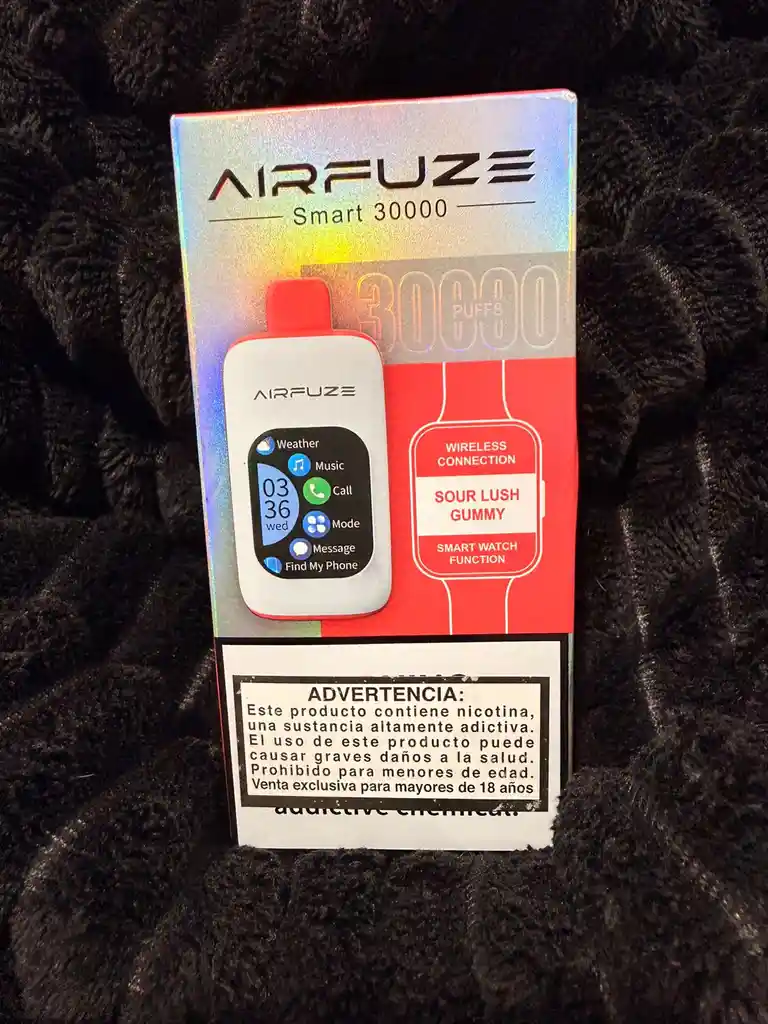 AIRFUZE
Smart 30000
30000
PUFFS
AIRFUZE
Weather
Music
Call
Mode
Message
Find My Phone
03
36
wed
WIRELESS
CONNECTION
SOUR LUSH
GUMMY
SMART WATCH
FUNCTION
ADVERTENCIA:
Este producto contiene nicotina,
una sustancia altamente adictiva.
El uso de este producto puede
causar graves daños a la salud.
Prohibido para menores de edad.
Venta exclusiva para mayores de 18 años
addictive chemical.